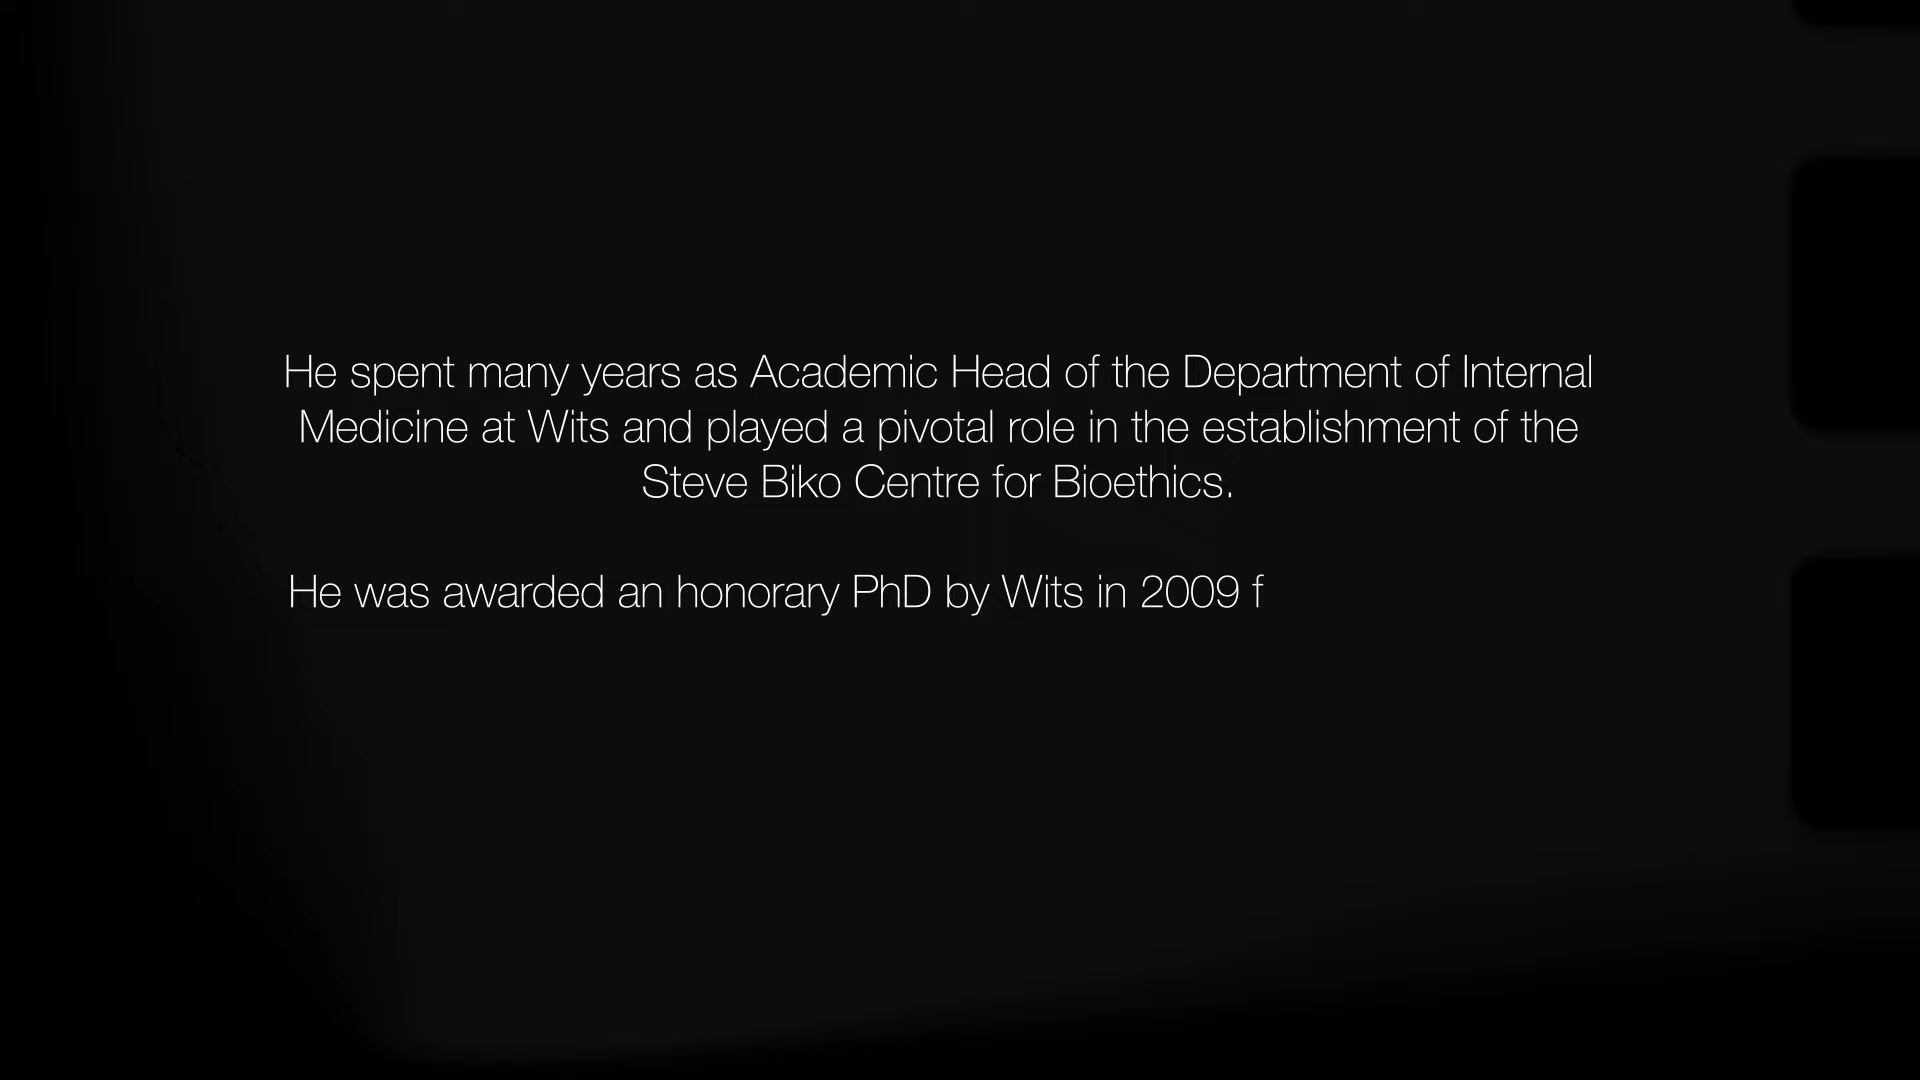 He spent many years as Academic Head of the Department of Internal
Medicine at Wits and played a pivotal role in the establishment of the
Steve Biko Centre for Bioethics.
He was awarded an honorary PhD by Wits in 2009 f